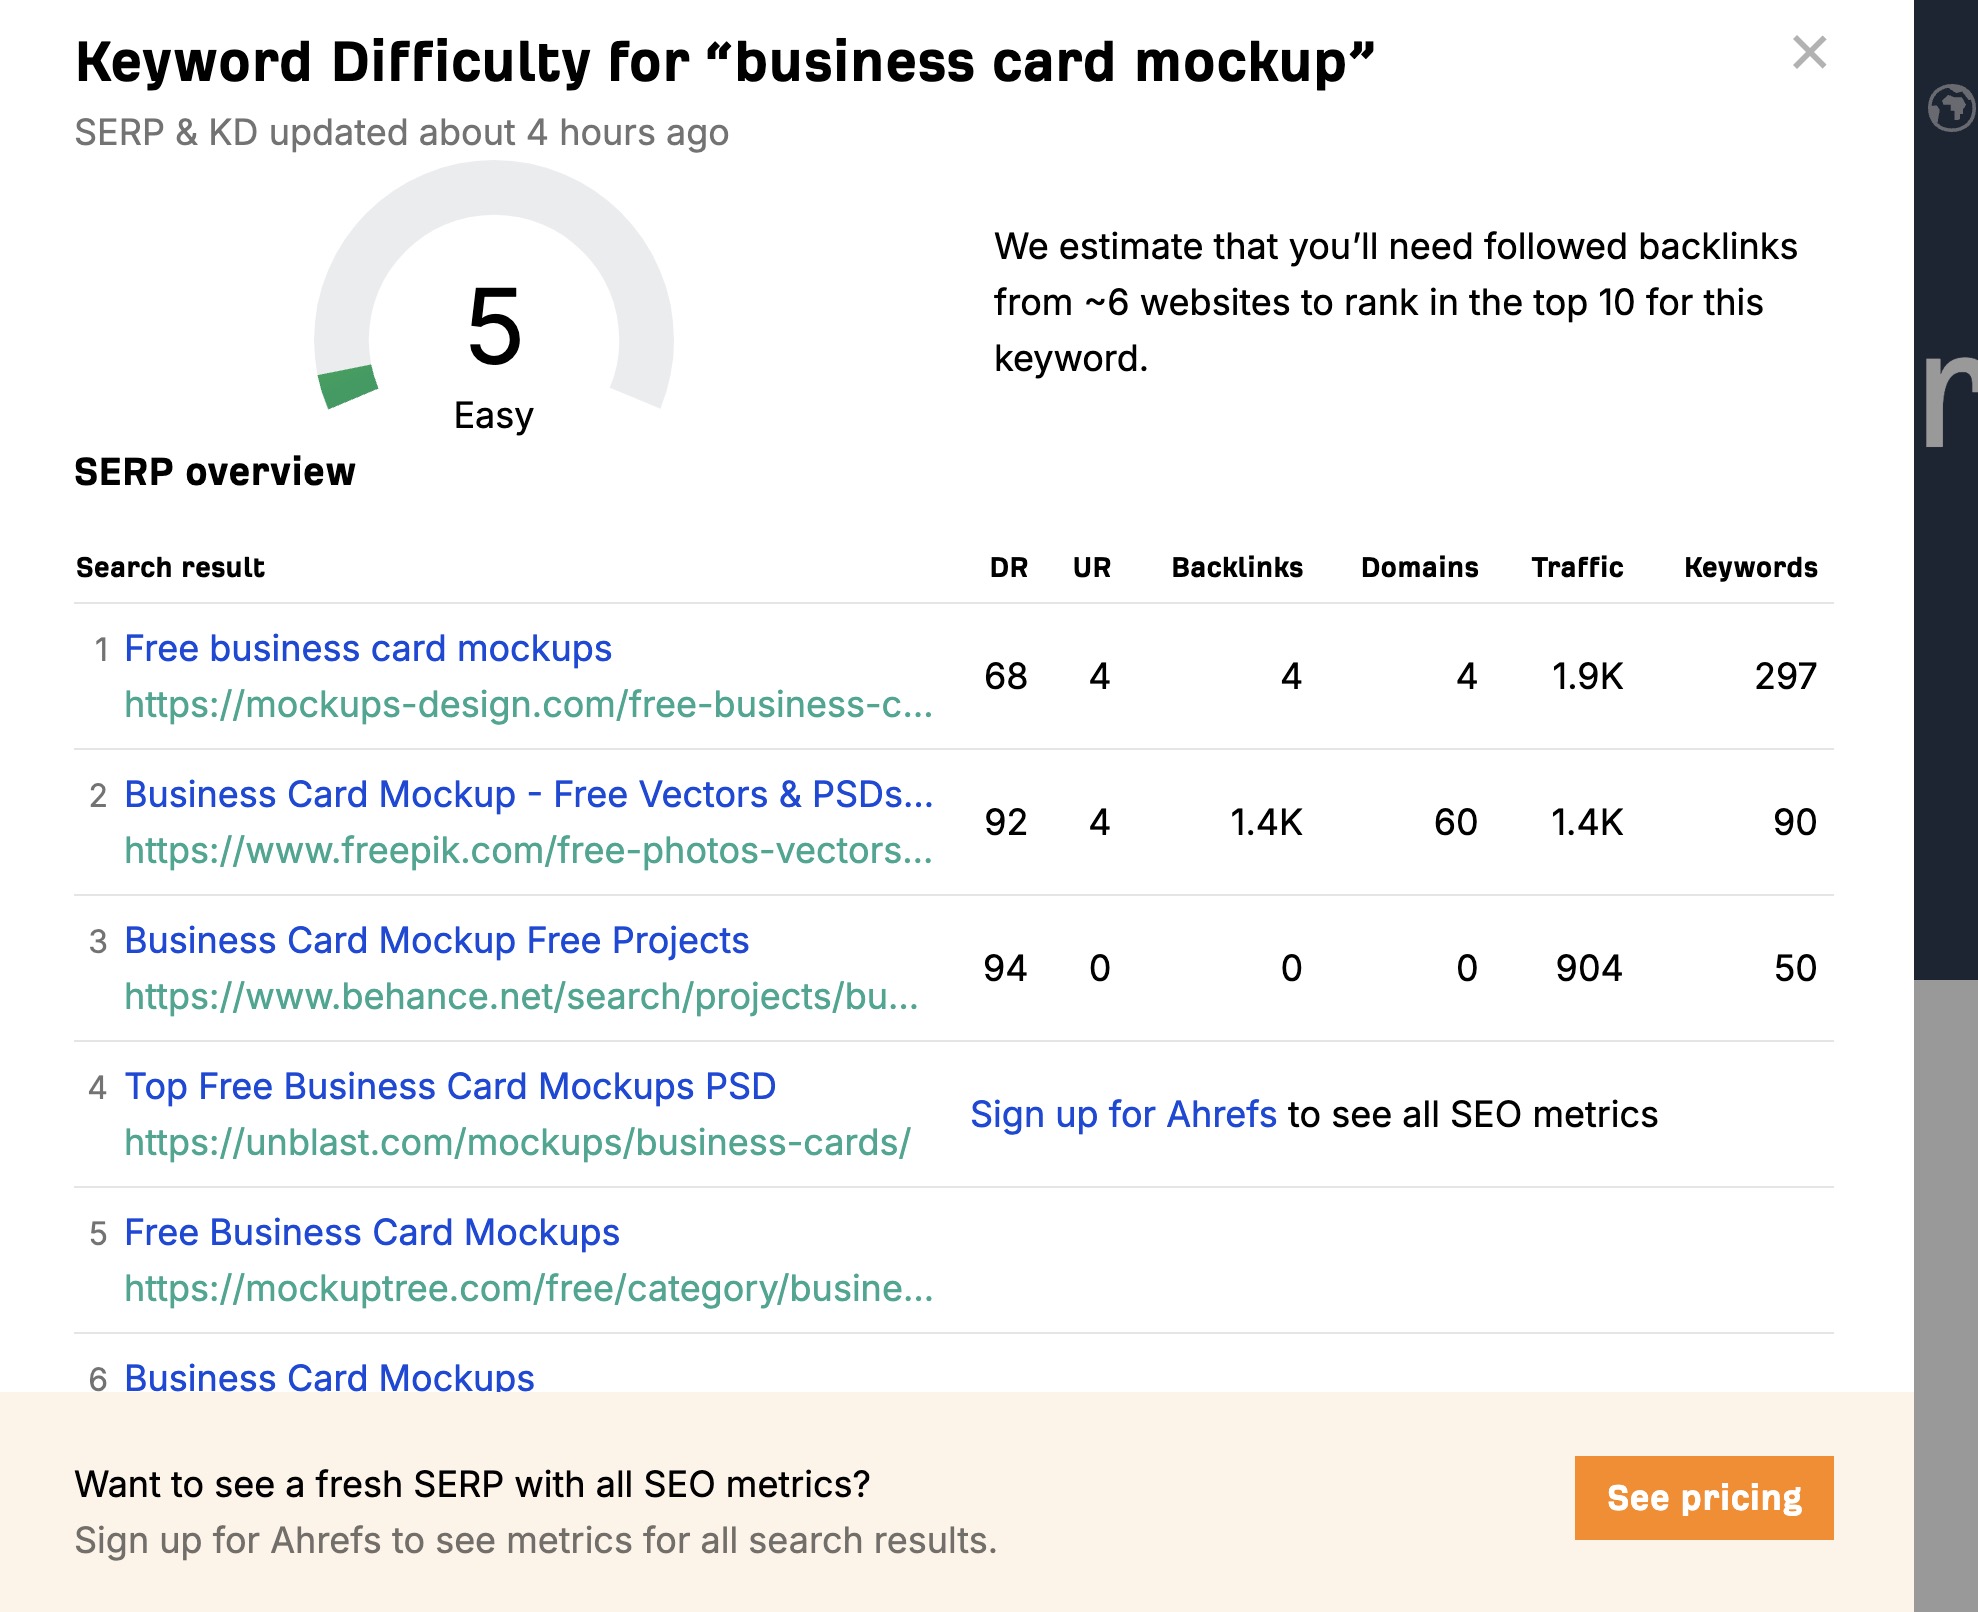 Keyword Difficulty for “business card mockup”
SERP & KD updated about 4 hours ago
5
Easy
We estimate that you’ll need followed backlinks
from ~6 websites to rank in the top 10 for this
keyword.
SERP overview
Search result DR UR Backlinks Domains Traffic Keywords
1 Free business card mockups
https://mockups-design.com/free-business-c...
68 4 4 4 1.9K 297
2 Business Card Mockup - Free Vectors & PSDs...
https://www.freepik.com/free-photos-vectors...
92 4 1.4K 60 1.4K 90
3 Business Card Mockup Free Projects
https://www.behance.net/search/projects/bu...
94 0 0 0 904 50
4 Top Free Business Card Mockups PSD
https://unblast.com/mockups/business-cards/
Sign up for Ahrefs to see all SEO metrics
5 Free Business Card Mockups
https://mockuptree.com/free/category/busine...
6 Business Card Mockups
Want to see a fresh SERP with all SEO metrics?
Sign up for Ahrefs to see metrics for all search results.
See pricing